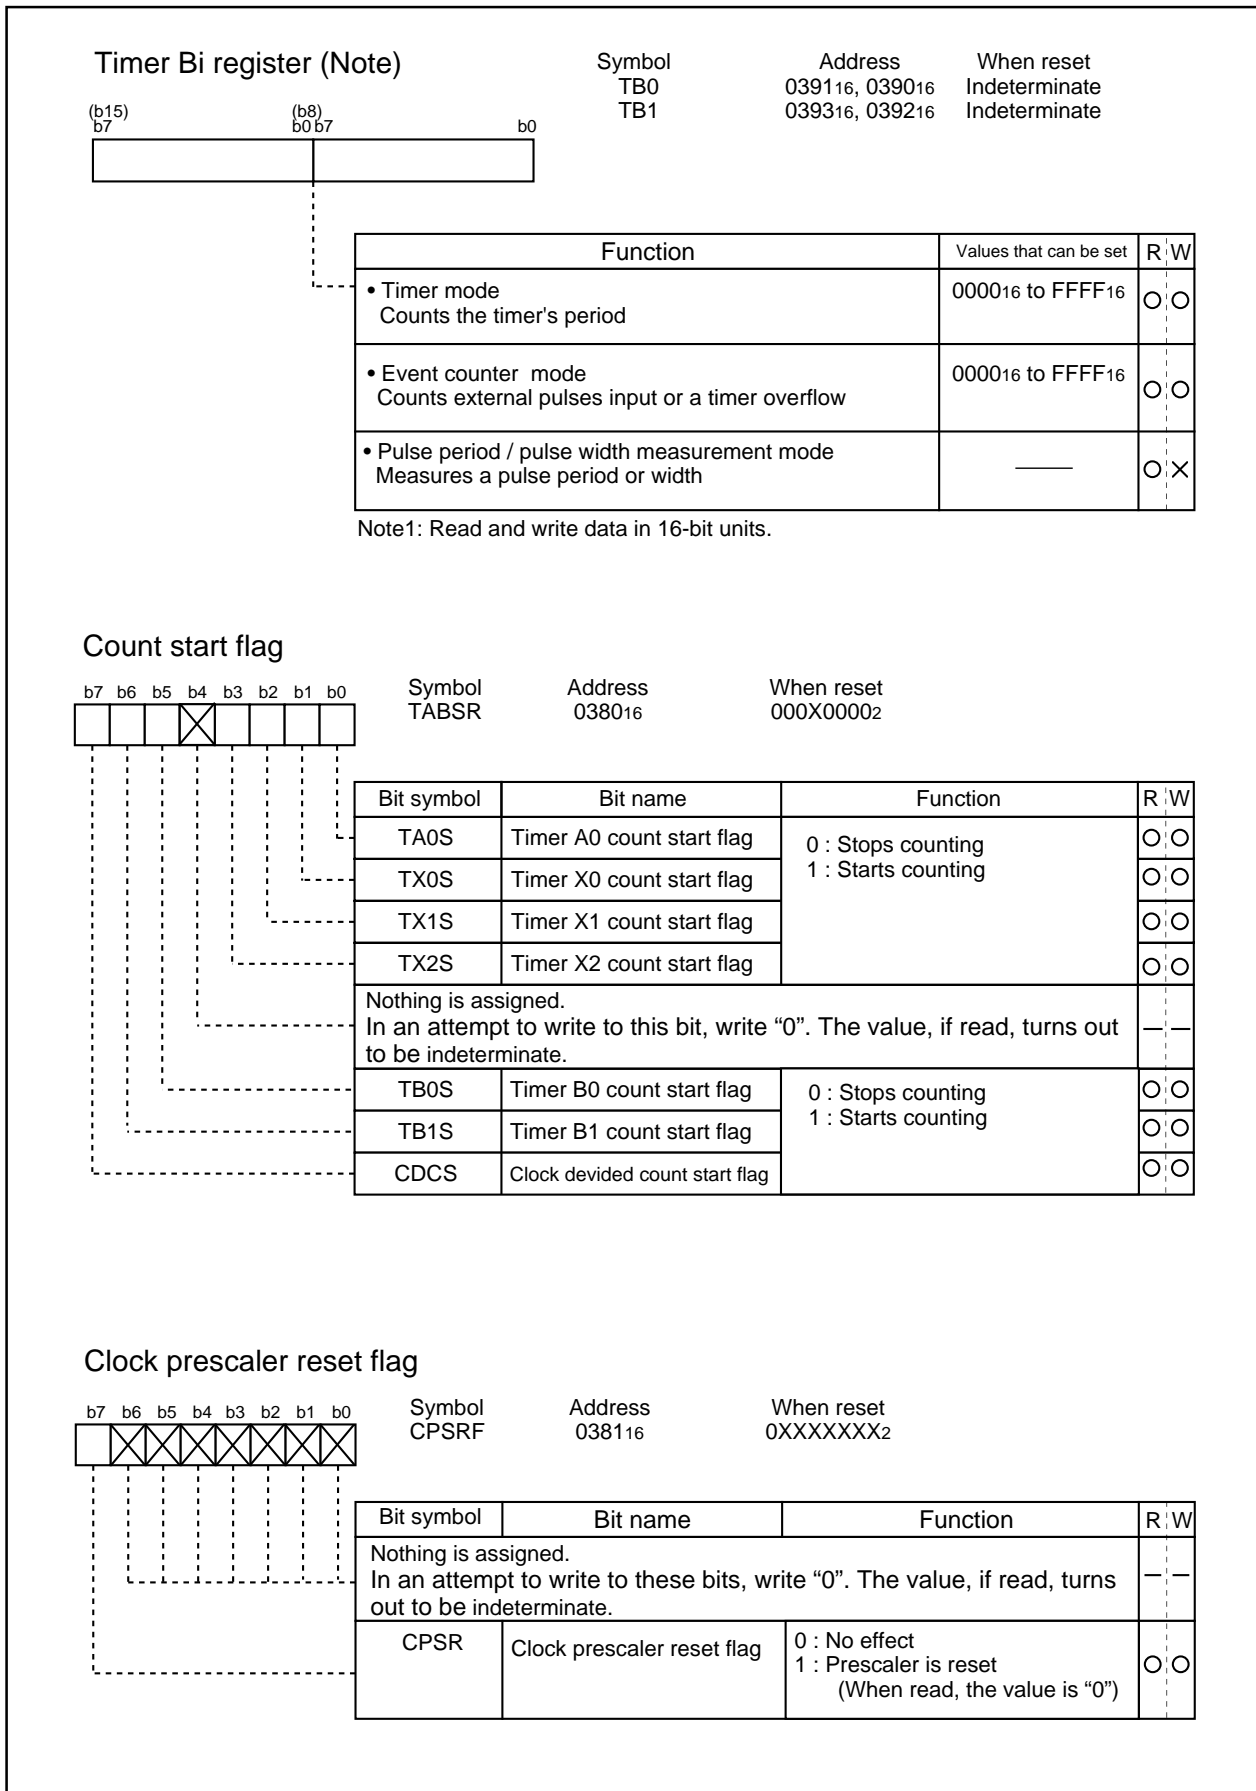 Timer Bi register (Note)
Symbol Address When reset
TB0 039116, 039016 Indeterminate
TB1 039316, 039216 Indeterminate
(b15) (b8)
b7 b0 b7 b0
Function Values that can be set R W
• Timer mode 000016 to FFFF16
Counts the timer's period
• Event counter mode 000016 to FFFF16
Counts external pulses input or a timer overflow
• Pulse period / pulse width measurement mode
Measures a pulse period or width
Note1: Read and write data in 16-bit units.
Count start flag
b7 b6 b5 b4 b3 b2 b1 b0
Symbol Address When reset
TABSR 038016 000X00002
Bit symbol Bit name Function R W
TA0S Timer A0 count start flag 0 : Stops counting
1 : Starts counting
TX0S Timer X0 count start flag
TX1S Timer X1 count start flag
TX2S Timer X2 count start flag
Nothing is assigned.
In an attempt to write to this bit, write “0”. The value, if read, turns out
to be indeterminate.
TB0S Timer B0 count start flag 0 : Stops counting
1 : Starts counting
TB1S Timer B1 count start flag
CDCS Clock devided count start flag
Clock prescaler reset flag
b7 b6 b5 b4 b3 b2 b1 b0
Symbol Address When reset
CPSRF 038116 0XXXXXXX2
Bit symbol Bit name Function R W
Nothing is assigned.
In an attempt to write to these bits, write “0”. The value, if read, turns
out to be indeterminate.
CPSR Clock prescaler reset flag 0 : No effect
1 : Prescaler is reset
(When read, the value is “0”)